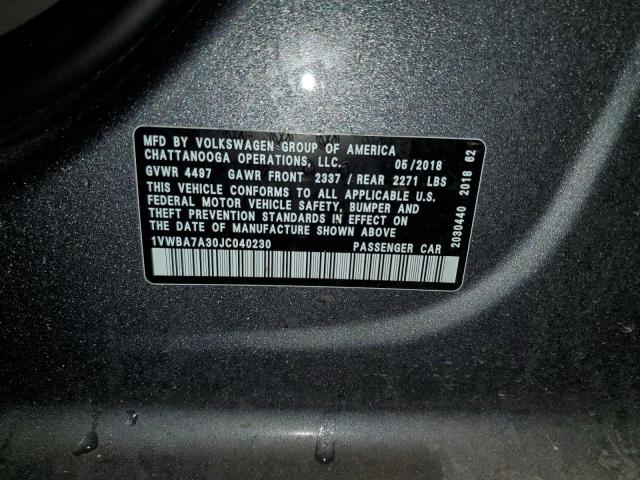 MFD BY VOLKSWAGEN GROUP OF AMERICA
CHATTANOOGA OPERATIONS, LLC. 05/2018
GVWR 4497 GAWR FRONT 2337 / REAR 2271 LBS
THIS VEHICLE CONFORMS TO ALL APPLICABLE U.S.
FEDERAL MOTOR VEHICLE SAFETY, BUMPER AND
THEFT PREVENTION STANDARDS IN EFFECT ON
THE DATE OF MANUFACTURE SHOWN ABOVE
1VWBA7A30JC040230 PASSENGER CAR
2030440 2018 62